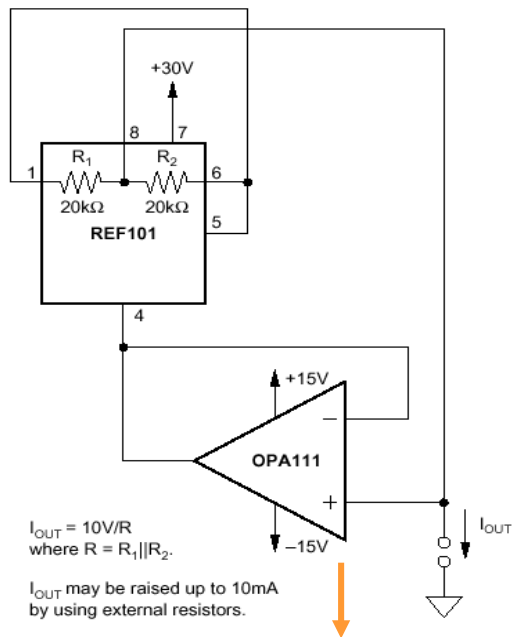 +30V
8
7
R1
R2
1
6
20kΩ
20kΩ
5
REF101
4
+15V
–
OPA111
+
IOUT
–15V
IOUT = 10V/R
where R = R1||R2.
IOUT may be raised up to 10mA
by using external resistors.